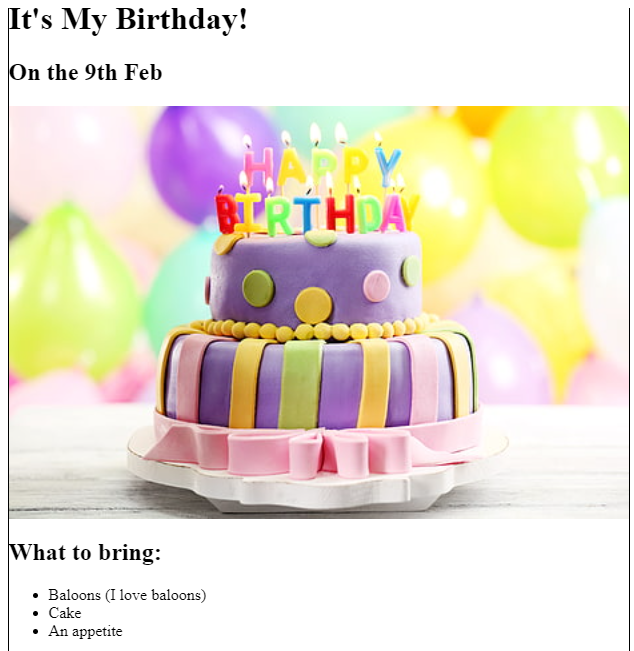 It's My Birthday!
On the 9th Feb
HAPPY
BIRTHDAY
What to bring:
Baloons (I love baloons)
Cake
An appetite